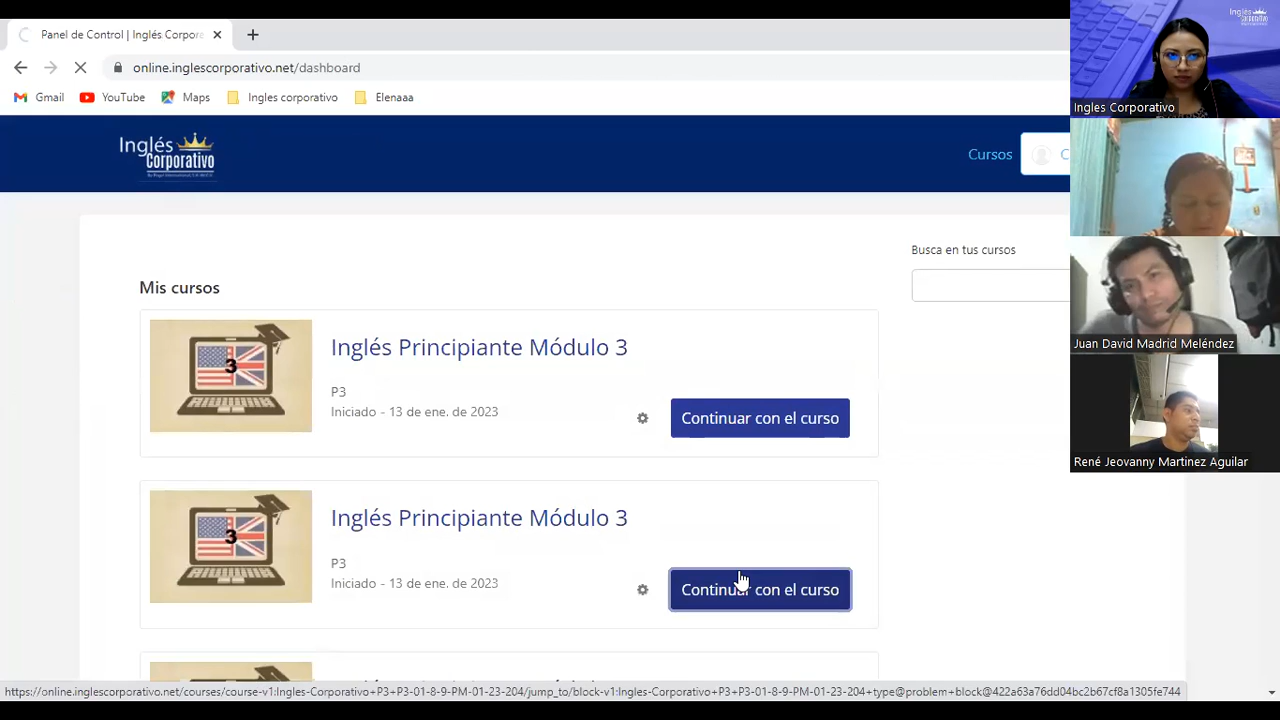 Panel de Control | Inglés Corpora
online.inglescorporativo.net/dashboard
Gmail
YouTube
Maps
Ingles corporativo
Elenaaa
Inglés
Corporativo
Cursos
C
Mis cursos
Busca en tus cursos
3
Inglés Principiante Módulo 3
P3
Iniciado - 13 de ene. de 2023
Continuar con el curso
3
Inglés Principiante Módulo 3
P3
Iniciado - 13 de ene. de 2023
Continuar con el curso
https://online.inglescorporativo.net/courses/course-v1:Ingles-Corporativo+P3+P3-01-8-9-PM-01-23-204/jump_to/block-v1:Ingles-Corporativo+P3+P3-01-8-9-PM-01-23-204+type@problem+block@422a63a76dd04bc2b67cf8a1305fe744
Inglés
Corporativo
Ingles Corporativo
Juan David Madrid Meléndez
René Jeovanny Martinez Aguilar